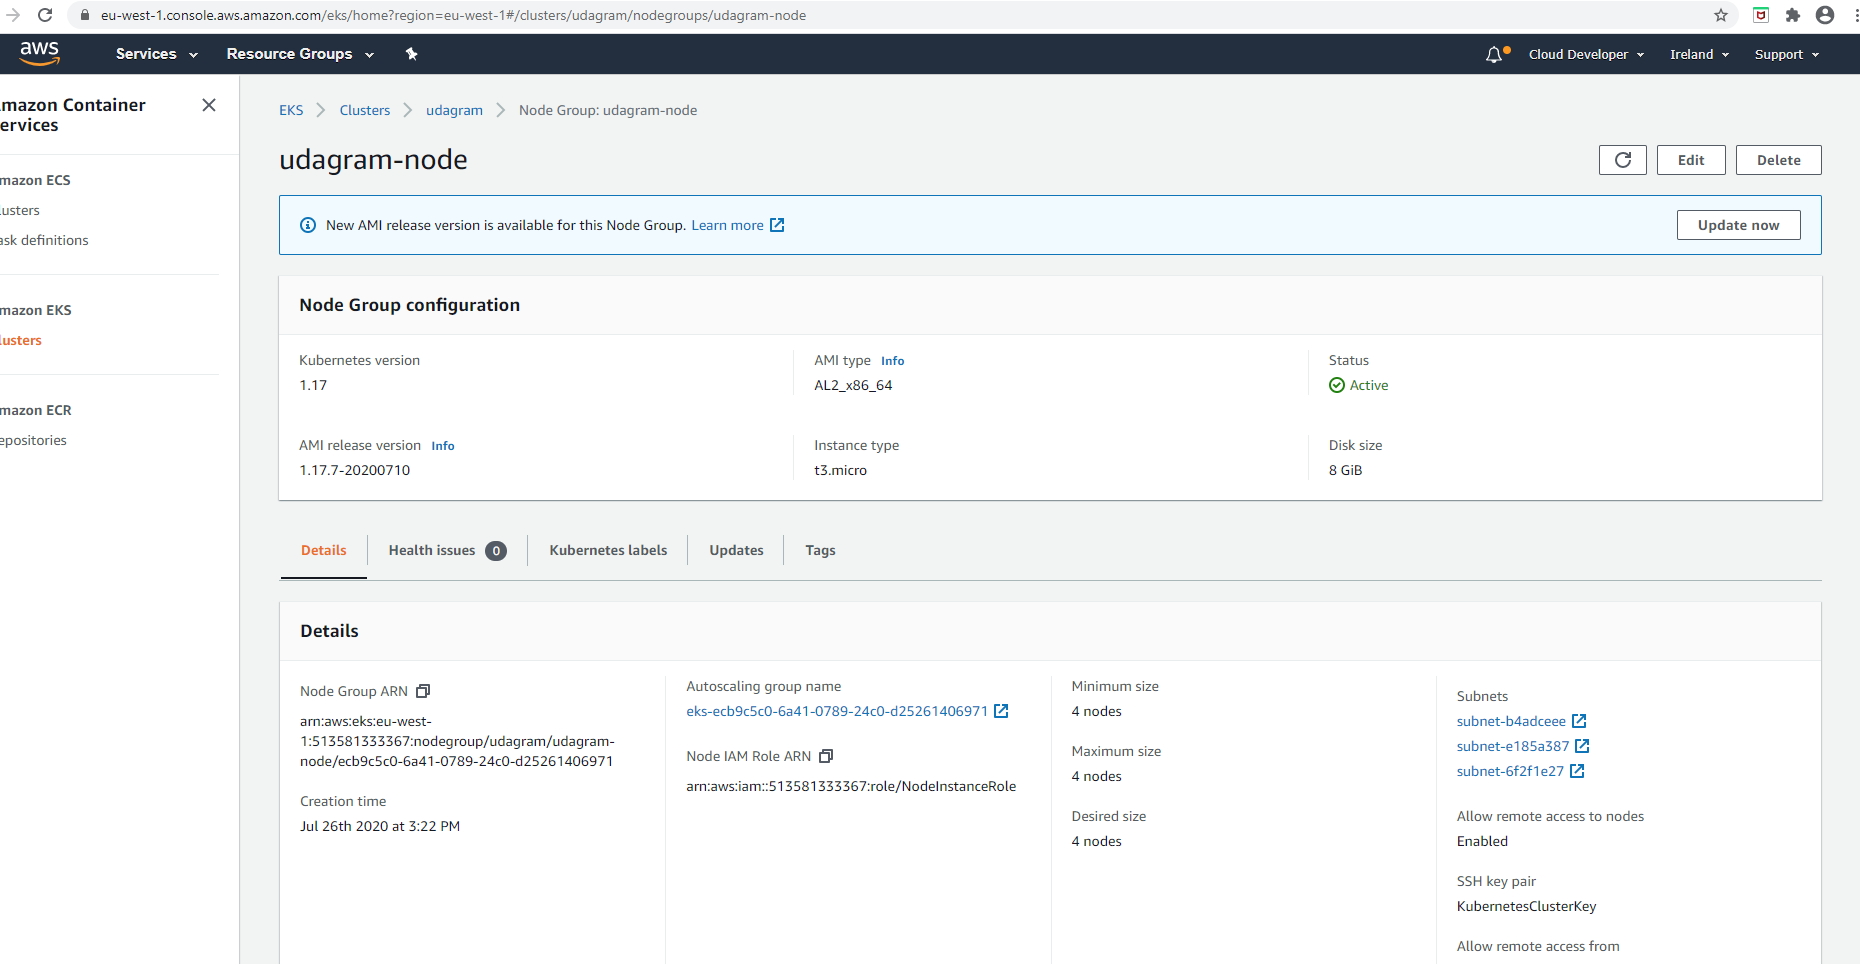 eu-west-1.console.aws.amazon.com/eks/home?region=eu-west-1#/clusters/udagram/nodegroups/udagram-node
aws Services Resource Groups Cloud Developer Ireland Support
mazon Container
ervices
mazon ECS
lusters
ask definitions
mazon EKS
lusters
mazon ECR
epositories
EKS Clusters udagram Node Group: udagram-node
udagram-node
Edit Delete
New AMI release version is available for this Node Group. Learn more
Update now
Node Group configuration
Kubernetes version
1.17
AMI type Info
AL2_x86_64
Status
Active
AMI release version Info
1.17.7-20200710
Instance type
t3.micro
Disk size
8 GiB
Details Health issues 0 Kubernetes labels Updates Tags
Details
Node Group ARN
arn:aws:eks:eu-west-
1:513581333367:nodegroup/udagram/udagram-
node/ecb9c5c0-6a41-0789-24c0-d25261406971
Creation time
Jul 26th 2020 at 3:22 PM
Autoscaling group name
eks-ecb9c5c0-6a41-0789-24c0-d25261406971
Node IAM Role ARN
arn:aws:iam::513581333367:role/NodeInstanceRole
Minimum size
4 nodes
Maximum size
4 nodes
Desired size
4 nodes
Subnets
subnet-b4adceee
subnet-e185a387
subnet-6f2f1e27
Allow remote access to nodes
Enabled
SSH key pair
KubernetesClusterKey
Allow remote access from